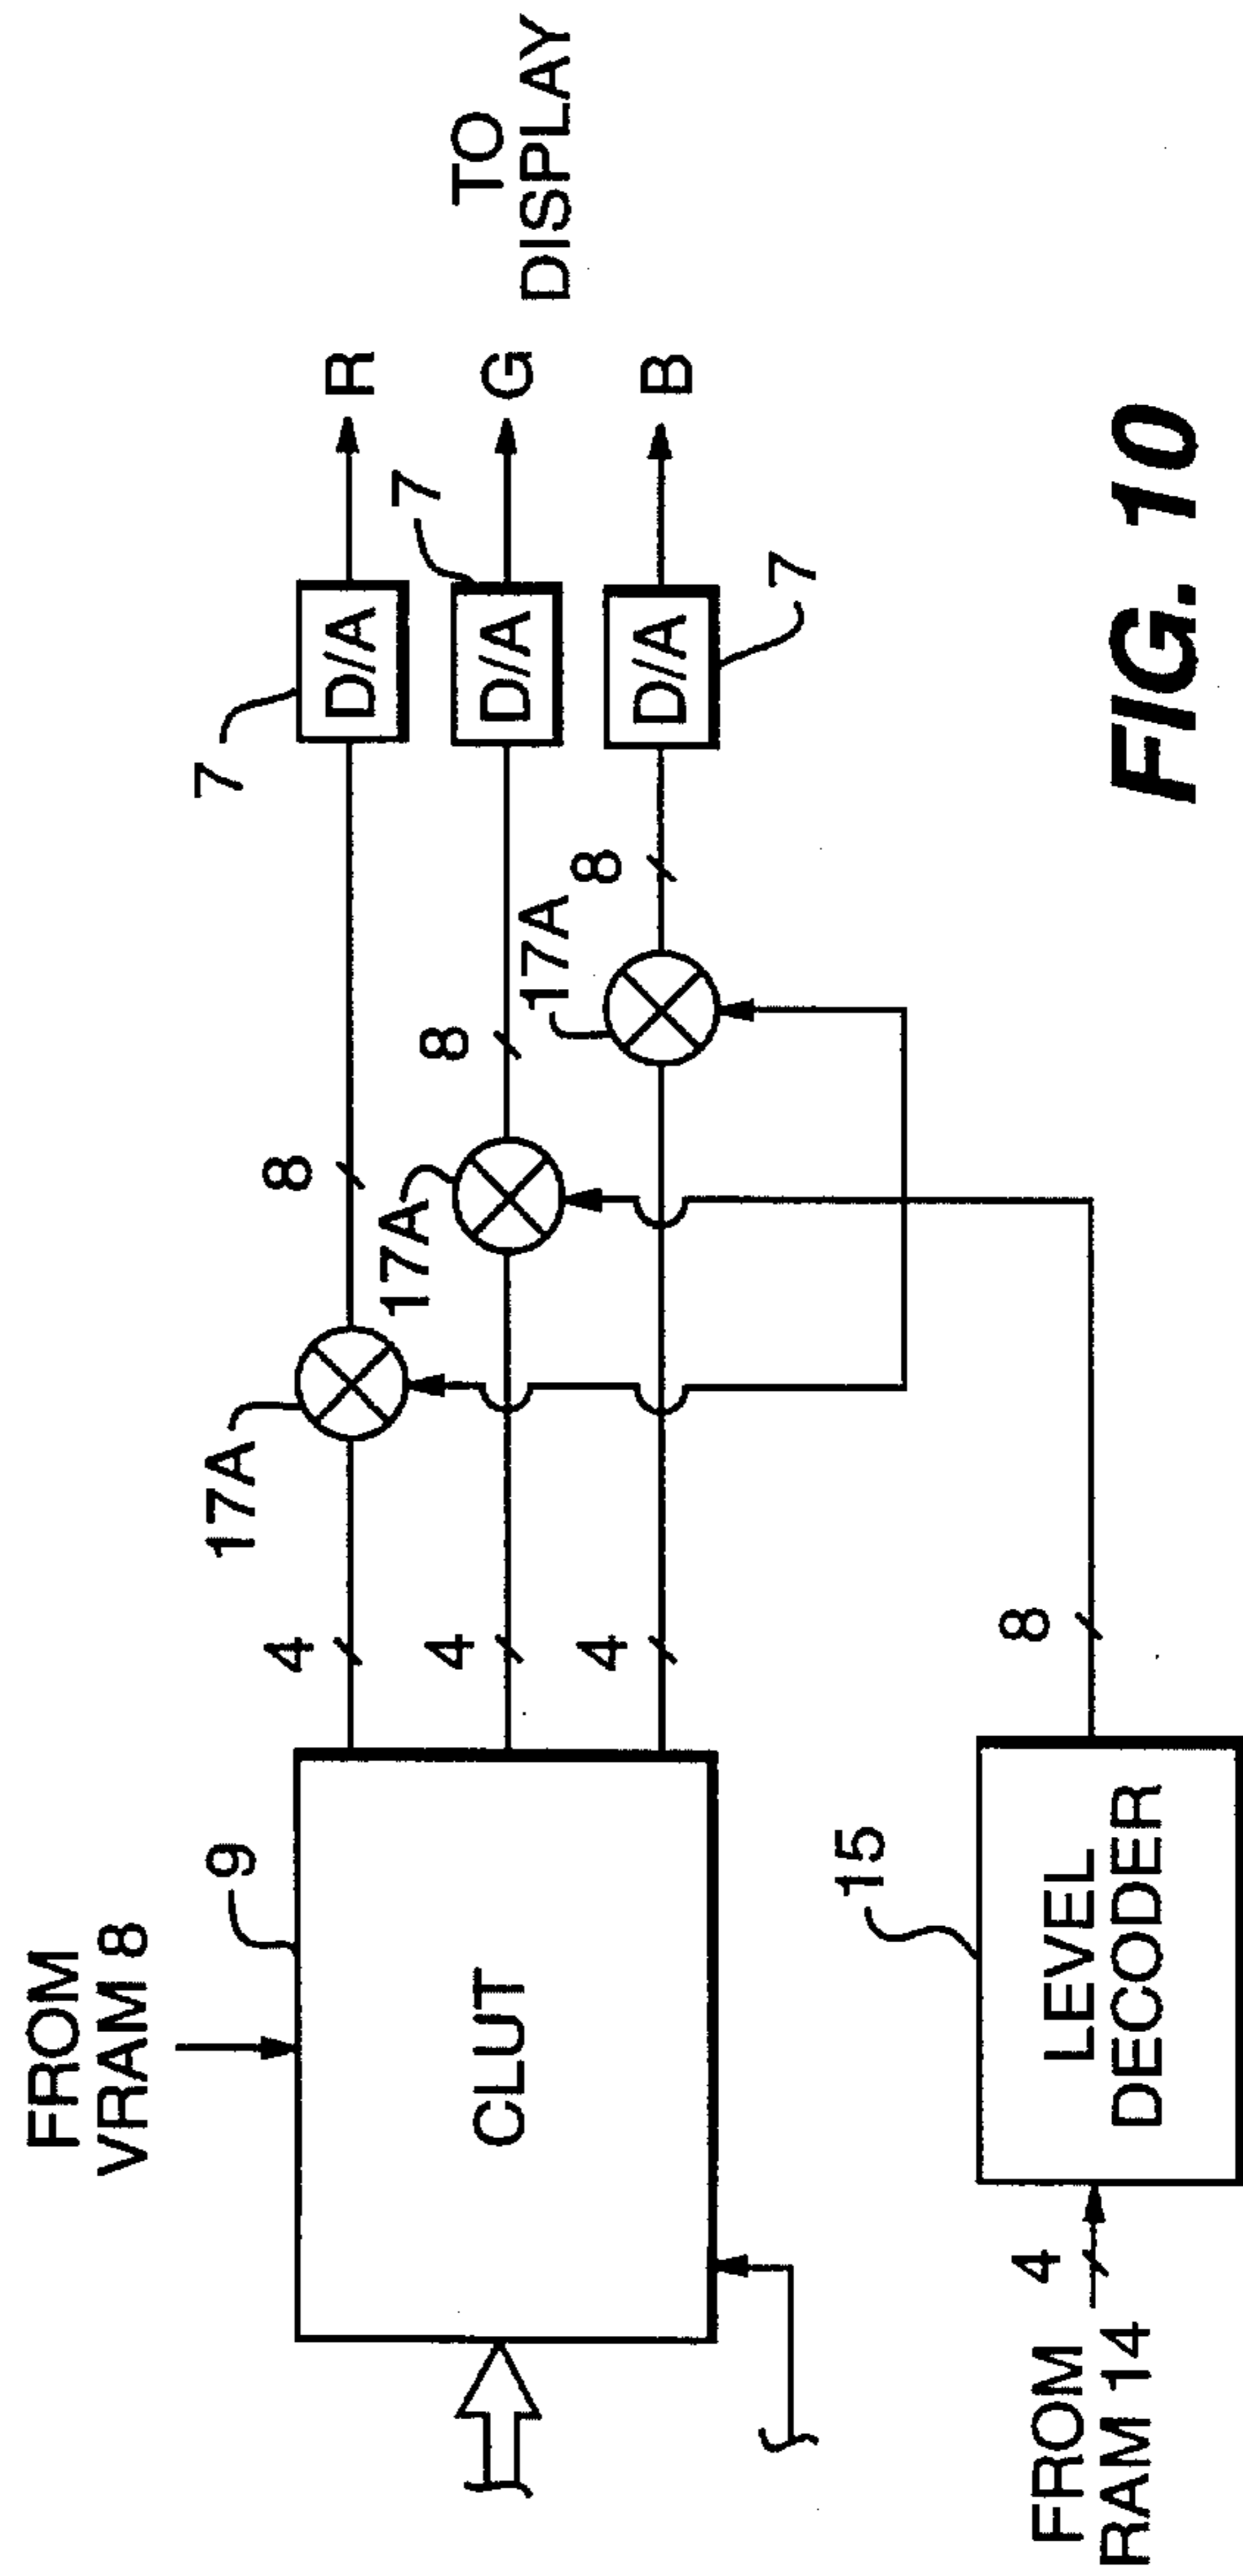 FROM
VRAM 8
9
CLUT
4
4
4
17A
17A
17A
8
8
8
7
7
7
D/A
D/A
D/A
R
G
B
TO
DISPLAY
FROM
RAM 14
4
15
LEVEL
DECODER
8
FIG. 10